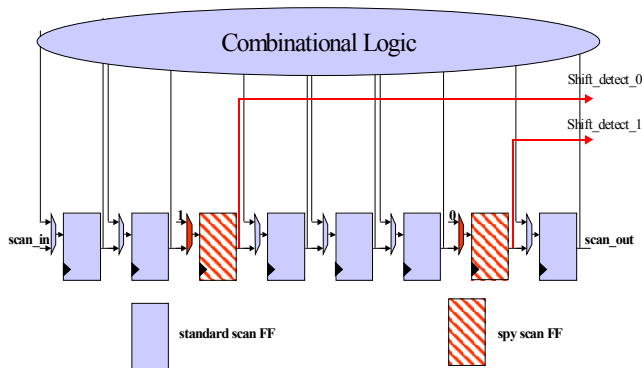 Combinational Logic
Shift_detect_0
Shift_detect_1
1
0
scan_in
scan_out
standard scan FF
spy scan FF